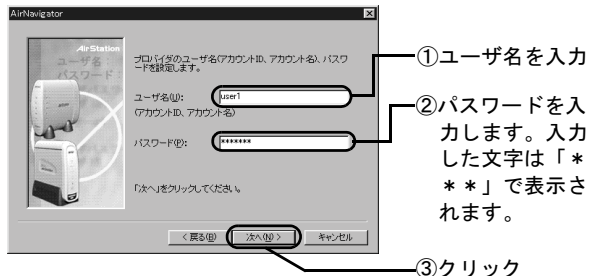 AirNavigator
AirStation
ユーザ名：
パスワード：
プロバイダのユーザ名(アカウントID、アカウント名)、パスワ
ードを設定します。
ユーザ名(U):
user1
(アカウントID、アカウント名)
パスワード(P):
*******
「次へ」をクリックしてください。
< 戻る(B)
次へ(N) >
キャンセル
①ユーザ名を入力
②パスワードを入
力します。入力
した文字は「＊
＊＊」で表示さ
れます。
③クリック